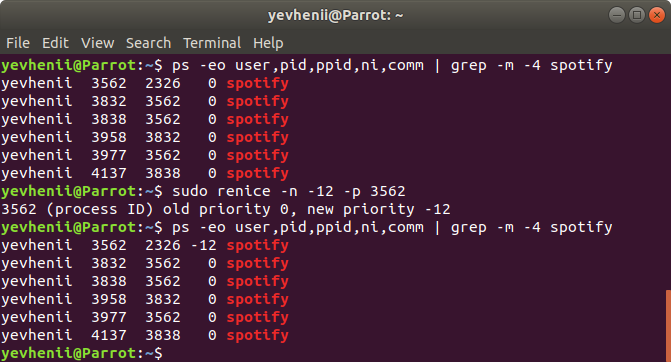 yevhenii@Parrot: ~
File Edit View Search Terminal Help
yevhenii@Parrot:~$ ps -eo user,pid,ppid,ni,comm | grep -m -4 spotify
yevhenii 3562 2326 0 spotify
yevhenii 3832 3562 0 spotify
yevhenii 3838 3562 0 spotify
yevhenii 3958 3832 0 spotify
yevhenii 3977 3562 0 spotify
yevhenii 4137 3838 0 spotify
yevhenii@Parrot:~$ sudo renice -n -12 -p 3562
3562 (process ID) old priority 0, new priority -12
yevhenii@Parrot:~$ ps -eo user,pid,ppid,ni,comm | grep -m -4 spotify
yevhenii 3562 2326 -12 spotify
yevhenii 3832 3562 0 spotify
yevhenii 3838 3562 0 spotify
yevhenii 3958 3832 0 spotify
yevhenii 3977 3562 0 spotify
yevhenii 4137 3838 0 spotify
yevhenii@Parrot:~$